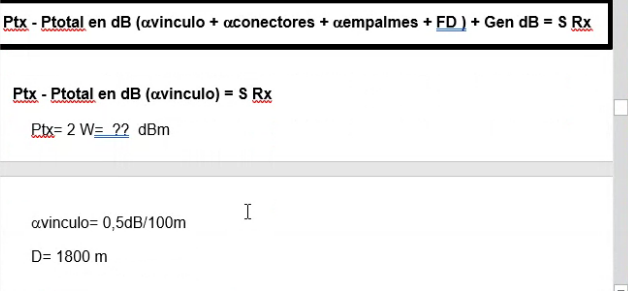 Ptx - Ptotal en dB (αvinculo + αconectores + αempalmes + FD ) + Gen dB = S Rx
Ptx - Ptotal en dB (αvinculo) = S Rx
Ptx= 2 W= ?? dBm
αvinculo= 0,5dB/100m
D= 1800 m